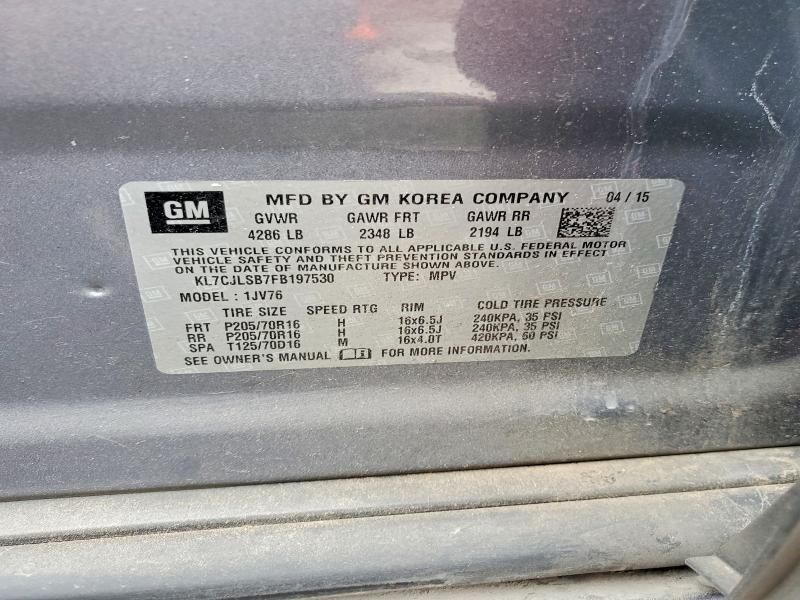 GM MFD BY GM KOREA COMPANY 04 / 15
GVWR GAWR FRT GAWR RR
4286 LB 2348 LB 2194 LB
THIS VEHICLE CONFORMS TO ALL APPLICABLE U.S. FEDERAL MOTOR
VEHICLE SAFETY AND THEFT PREVENTION STANDARDS IN EFFECT
ON THE DATE OF MANUFACTURE SHOWN ABOVE.
KL7CJLSB7FB197530 TYPE: MPV
MODEL : 1JV76
TIRE SIZE SPEED RTG RIM COLD TIRE PRESSURE
FRT P205/70R16 H 16x6.5J 240KPA, 35 PSI
RR P205/70R16 H 16x6.5J 240KPA, 35 PSI
SPA T125/70D16 M 16x4.0T 420KPA, 60 PSI
SEE OWNER'S MANUAL FOR MORE INFORMATION.